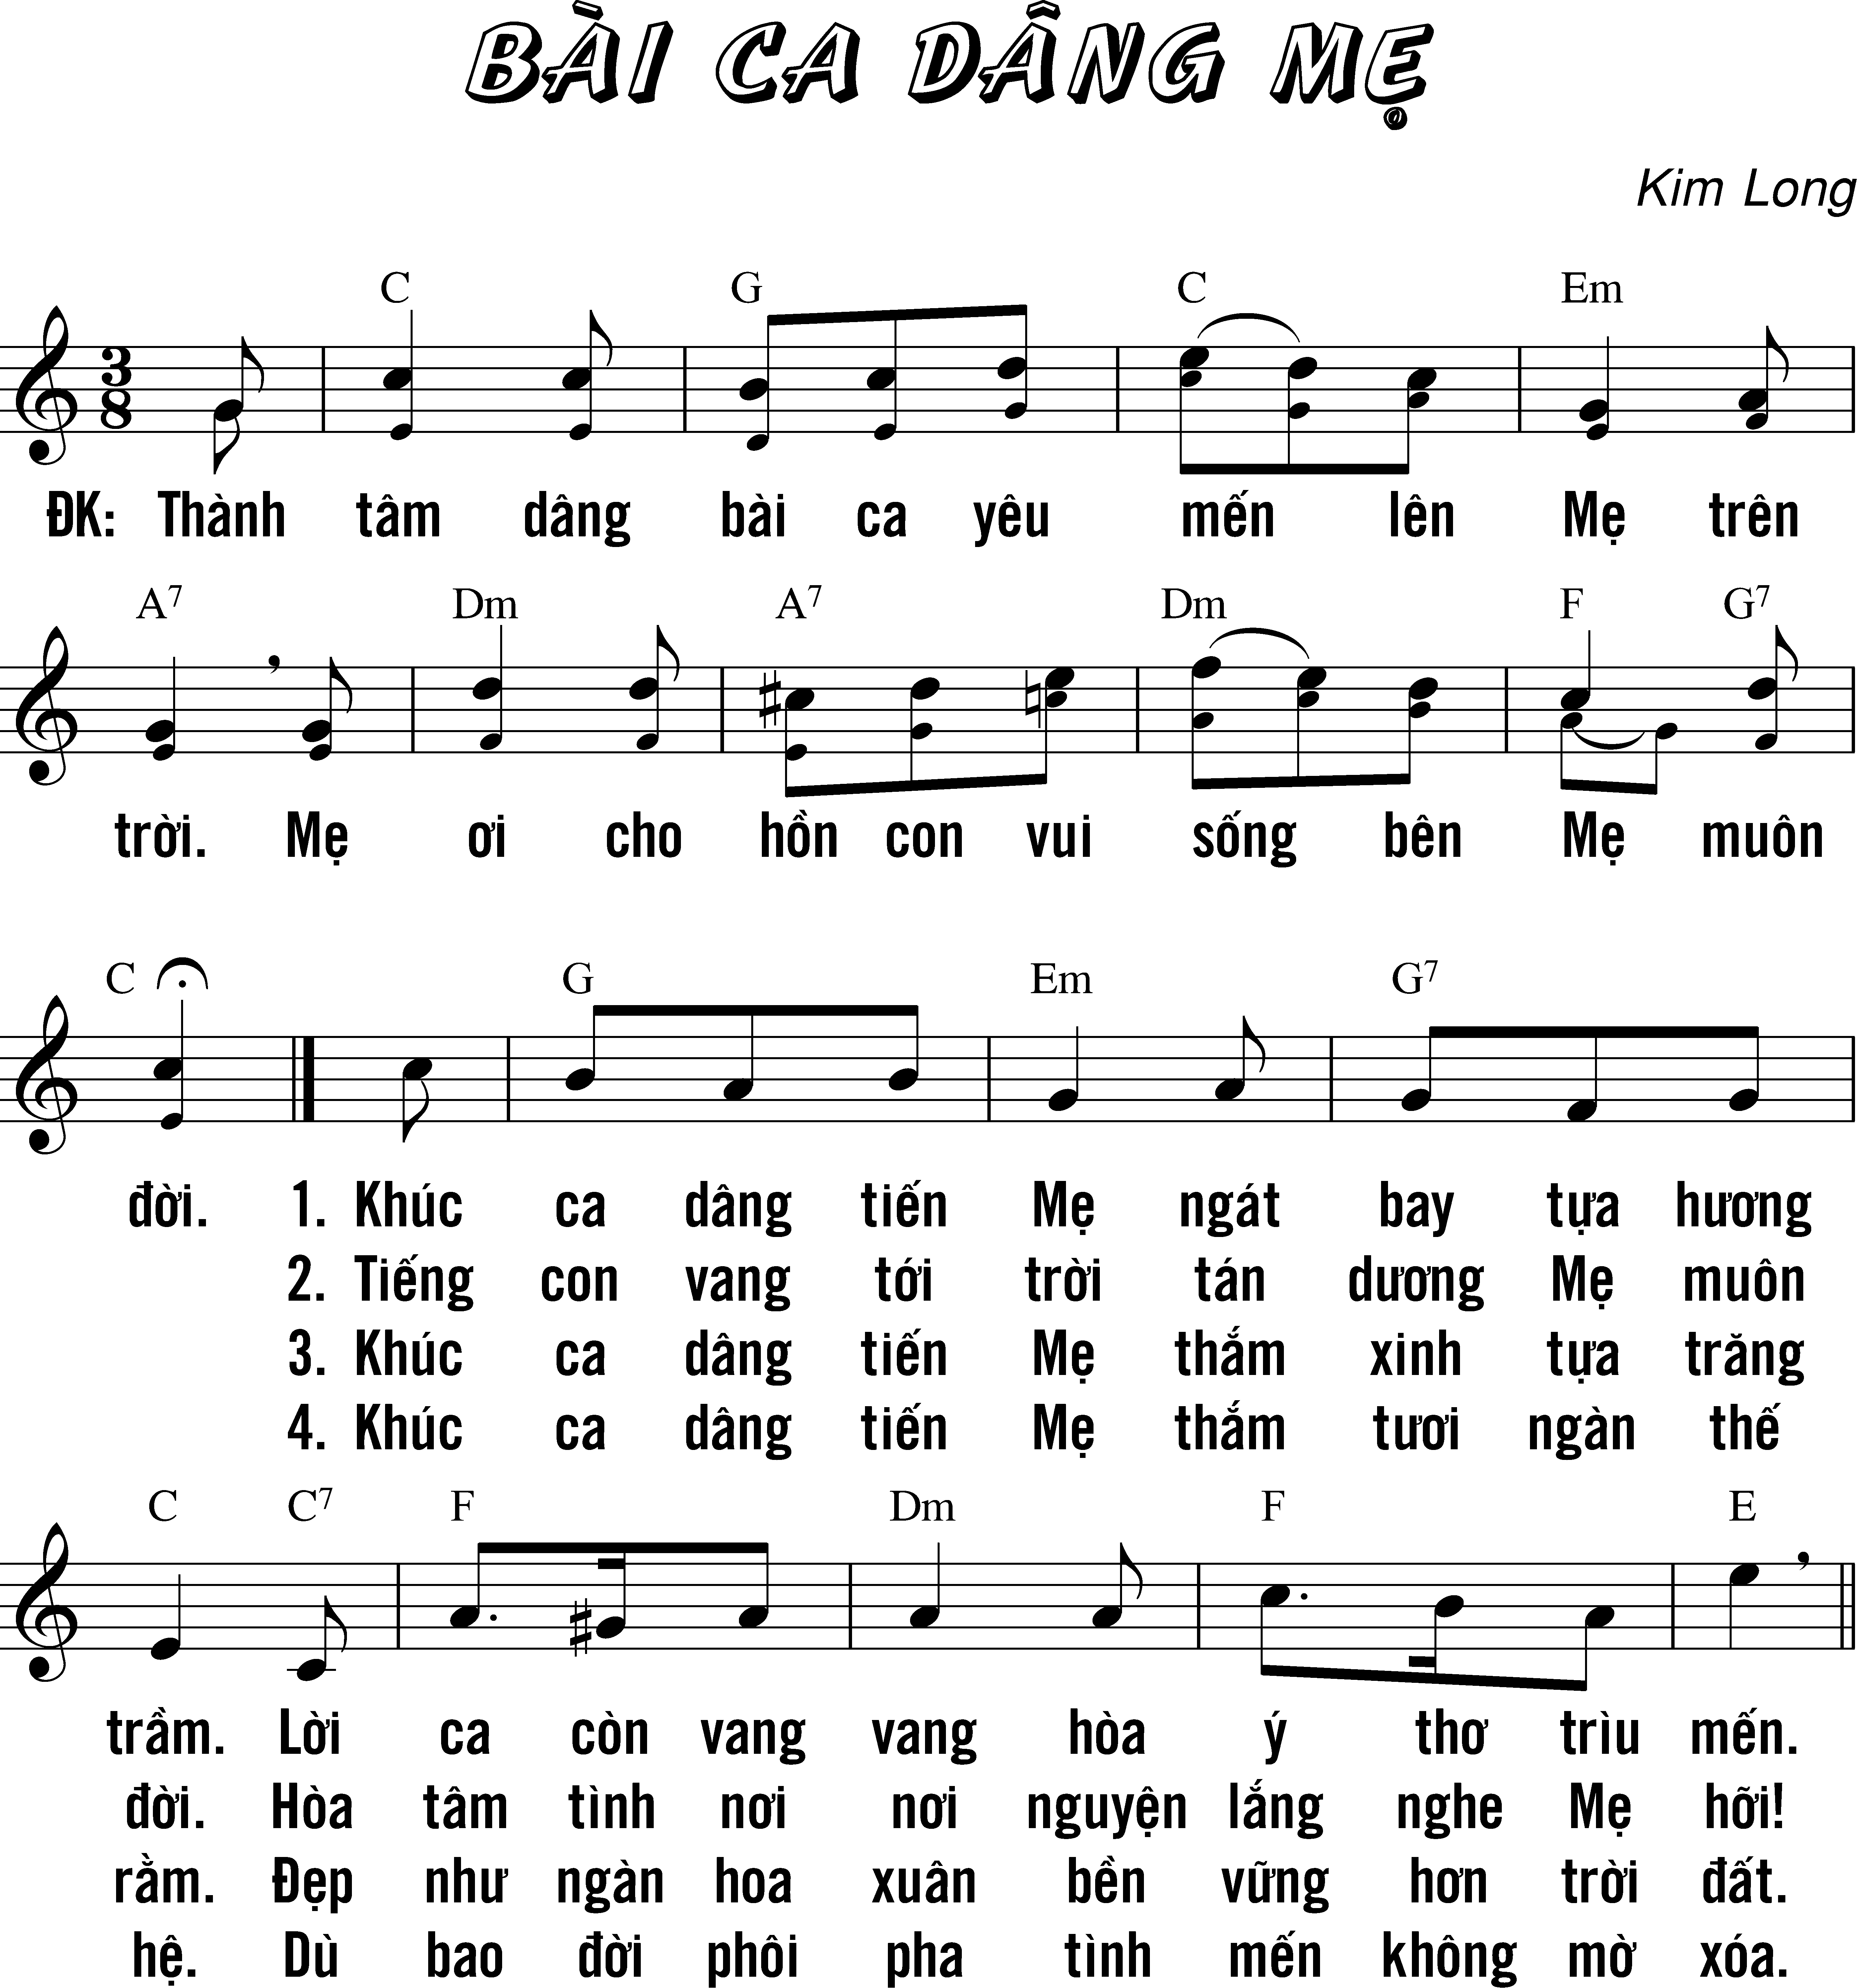 BÀI CA DÂNG MẸ
Kim Long
C G C Em
3
8
ĐK: Thành tâm dâng bài ca yêu mến lên Mẹ trên
A7 Dm A7 Dm F G7
trời. Mẹ ơi cho hồn con vui sống bên Mẹ muôn
C G Em G7
đời. 1. Khúc ca dâng tiến Mẹ ngát bay tựa hương
2. Tiếng con vang tới trời tán dương Mẹ muôn
3. Khúc ca dâng tiến Mẹ thắm xinh tựa trăng
4. Khúc ca dâng tiến Mẹ thắm tươi ngàn thế
C C7 F Dm F E
trầm. Lời ca còn vang vang hòa ý thơ trìu mến.
đời. Hòa tâm tình nơi nơi nguyện lắng nghe Mẹ hỡi!
rằm. Đẹp như ngàn hoa xuân bền vững hơn trời đất.
hệ. Dù bao đời phôi pha tình mến không mờ xóa.